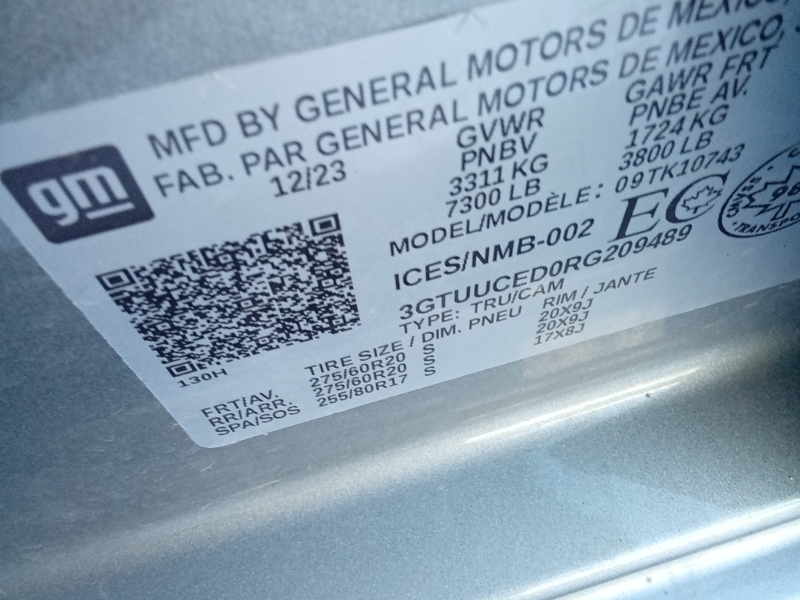 gm
MFD BY GENERAL MOTORS DE MEXICO
FAB. PAR GENERAL MOTORS DE MEXICO,
12/23
GVWR
PNBV
3311 KG
7300 LB
GAWR FRT
PNBE AV.
1724 KG
3800 LB
MODEL/MODÈLE: 09TK10743
ICES/NMB-002
EC
3GTUUCED0RG209489
TYPE: TRU/CAM
TIRE SIZE / DIM. PNEU RIM / JANTE
FRT/AV. 275/60R20 S 20X9J
RR/ARR. 275/60R20 S 20X9J
SPA/SOS 255/80R17 S 17X8J
130H